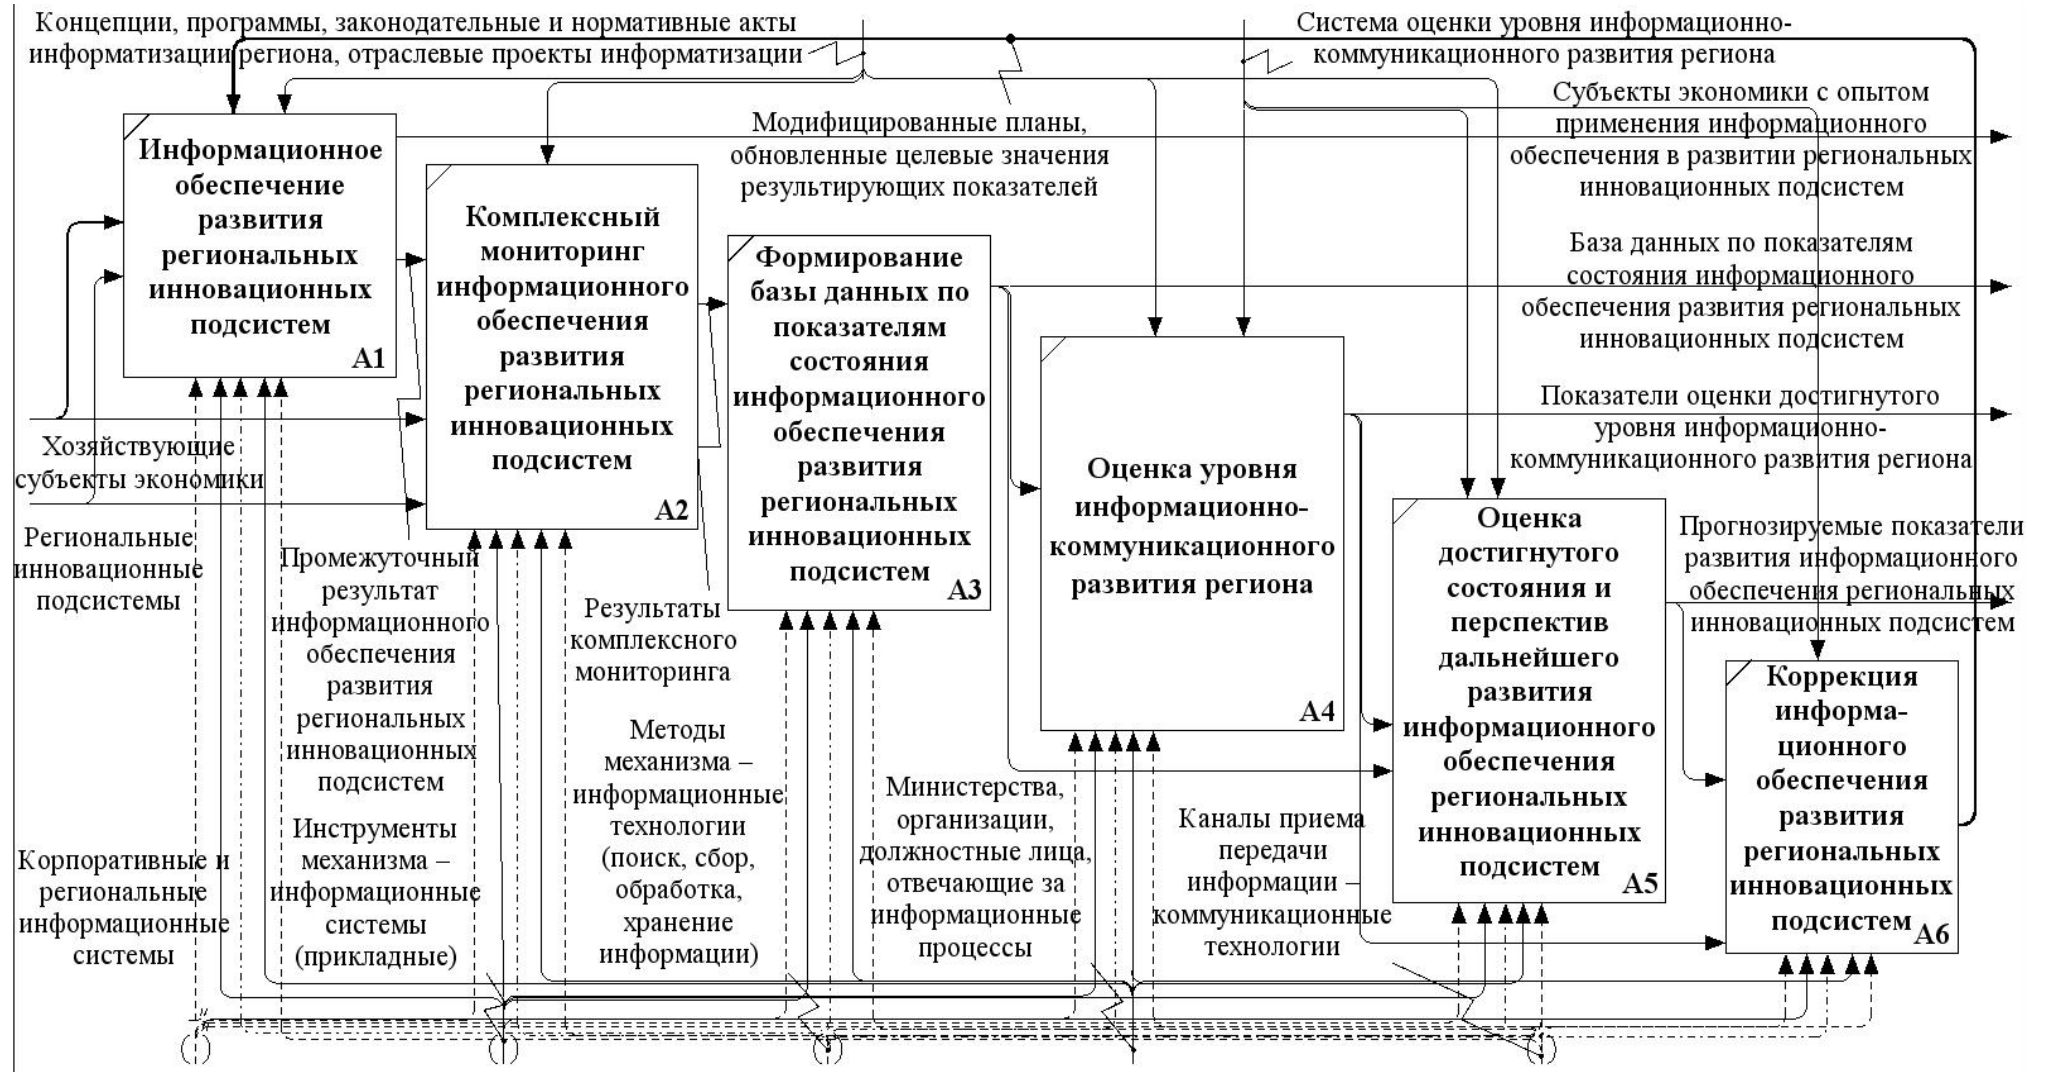 Концепции, программы, законодательные и нормативные акты
информатизации региона, отраслевые проекты информатизации
Система оценки уровня информационно-
коммуникационного развития региона
Модифицированные планы,
обновленные целевые значения
результирующих показателей
Субъекты экономики с опытом
применения информационного
обеспечения в развитии региональных
инновационных подсистем
База данных по показателям
состояния информационного
обеспечения развития региональных
инновационных подсистем
Показатели оценки достигнутого
уровня информационно-
коммуникационного развития региона
Прогнозируемые показатели
развития информационного
обеспечения региональных
инновационных подсистем
Информационное
обеспечение
развития
региональных
инновационных
подсистем
А1
Комплексный
мониторинг
информационного
обеспечения
развития
региональных
инновационных
подсистем
А2
Формирование
базы данных по
показателям
состояния
информационного
обеспечения
развития
региональных
инновационных
подсистем
А3
Оценка уровня
информационно-
коммуникационного
развития региона
А4
Оценка
достигнутого
состояния и
перспектив
дальнейшего
развития
информационного
обеспечения
региональных
инновационных
подсистем
А5
Коррекция
информа-
ционного
обеспечения
развития
региональных
инновационных
подсистем
А6
Хозяйствующие
субъекты экономики
Региональные
инновационные
подсистемы
Промежуточный
результат
информационного
обеспечения
развития
региональных
инновационных
подсистем
Результаты
комплексного
мониторинга
Корпоративные и
региональные
информационные
системы
Инструменты
механизма –
информационные
системы
(прикладные)
Методы
механизма –
информационные
технологии
(поиск, сбор,
обработка,
хранение
информации)
Министерства,
организации,
должностные лица,
отвечающие за
информационные
процессы
Каналы приема
передачи
информации –
коммуникационные
технологии